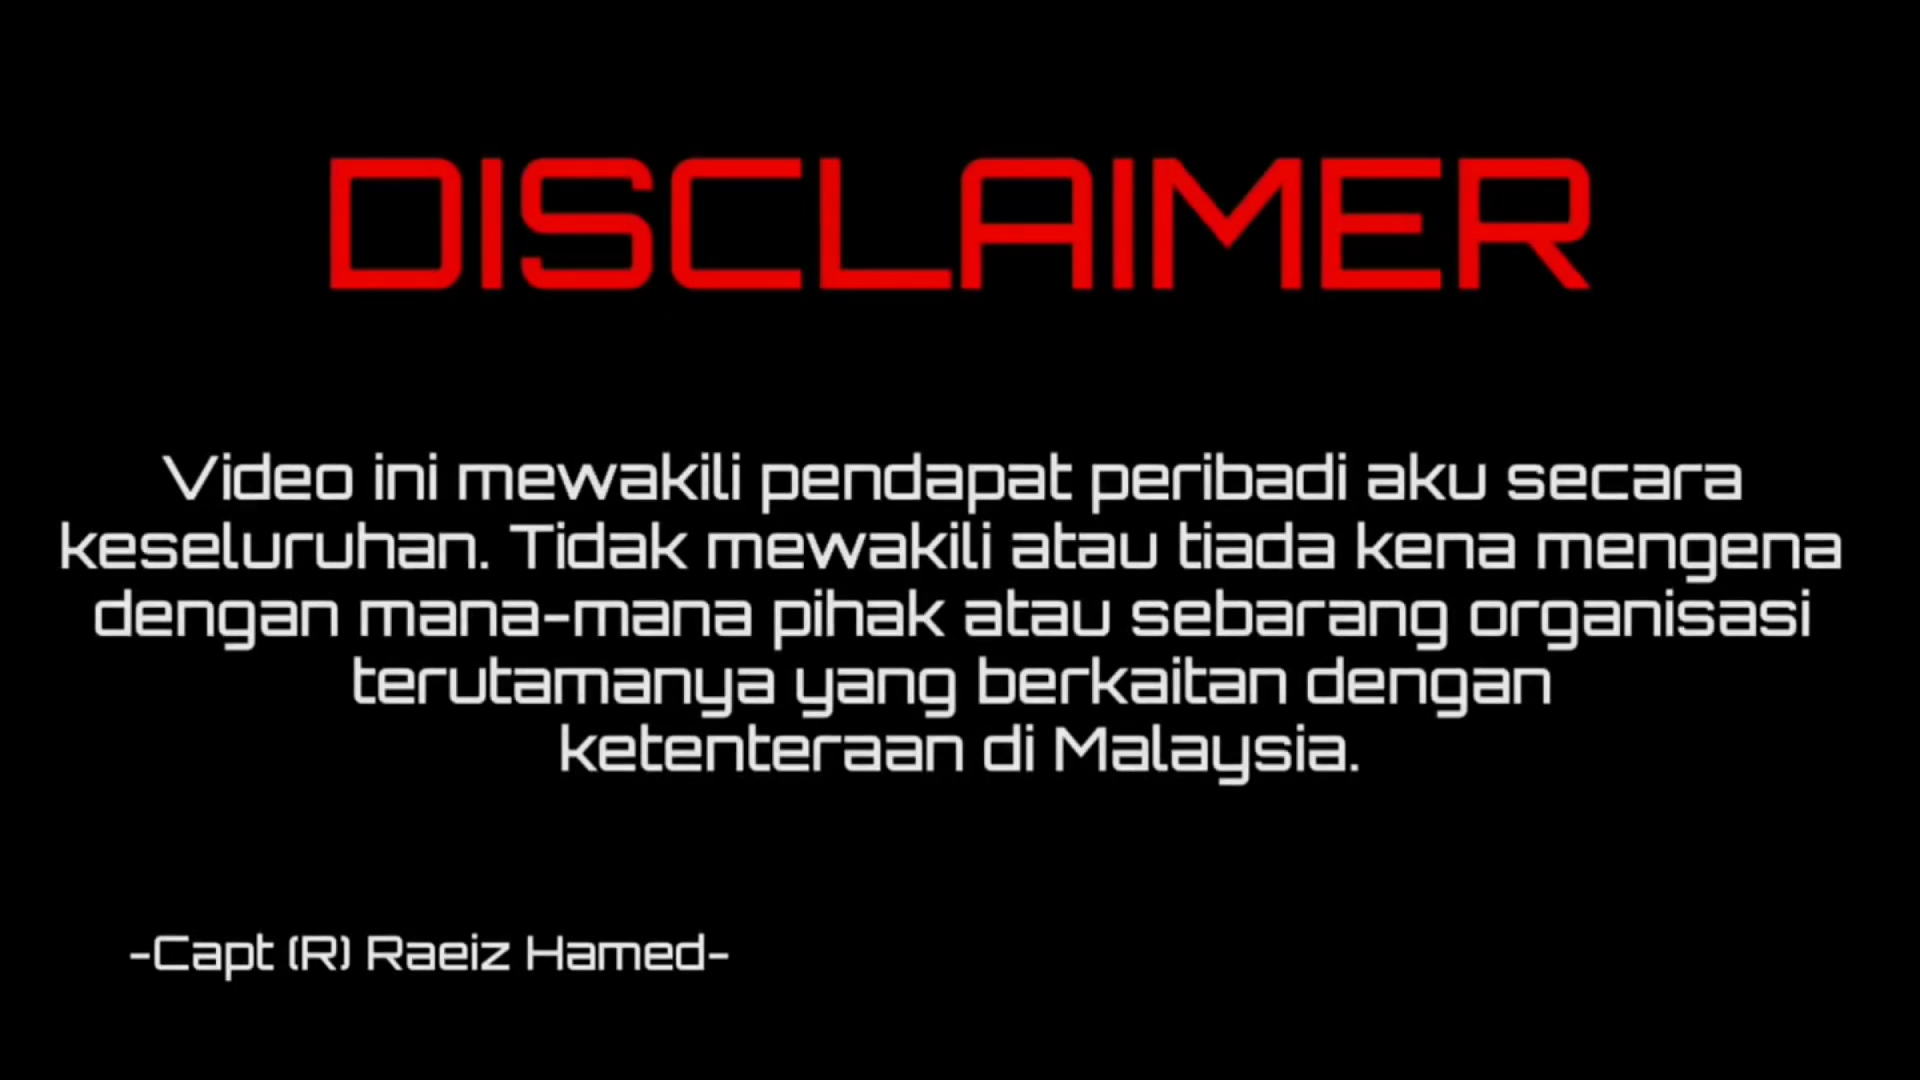 DISCLAIMER
Video ini mewakili pendapat peribadi aku secara
keseluruhan. Tidak mewakili atau tiada kena mengena
dengan mana-mana pihak atau sebarang organisasi
terutamanya yang berkaitan dengan
ketenteraan di Malaysia.
-Capt (R) Raeiz Hamed-